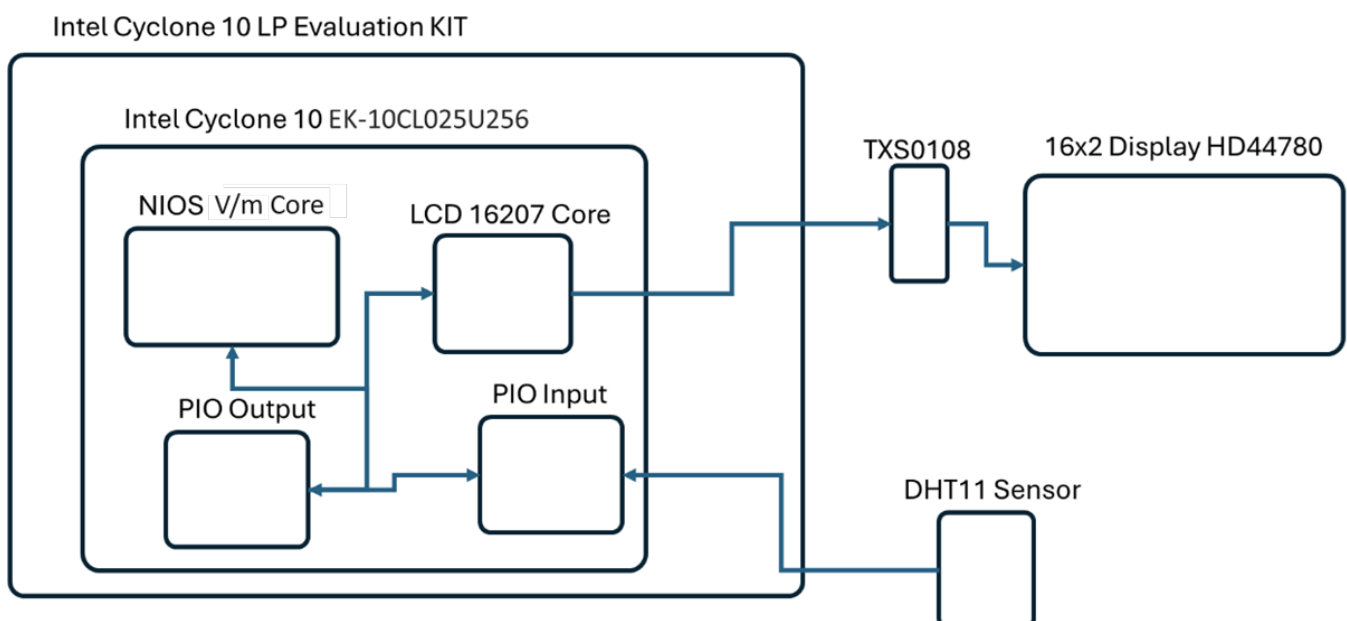 Intel Cyclone 10 LP Evaluation KIT
Intel Cyclone 10 EK-10CL025U256
TXS0108
16x2 Display HD44780
NIOS V/m Core
LCD 16207 Core
PIO Input
PIO Output
DHT11 Sensor